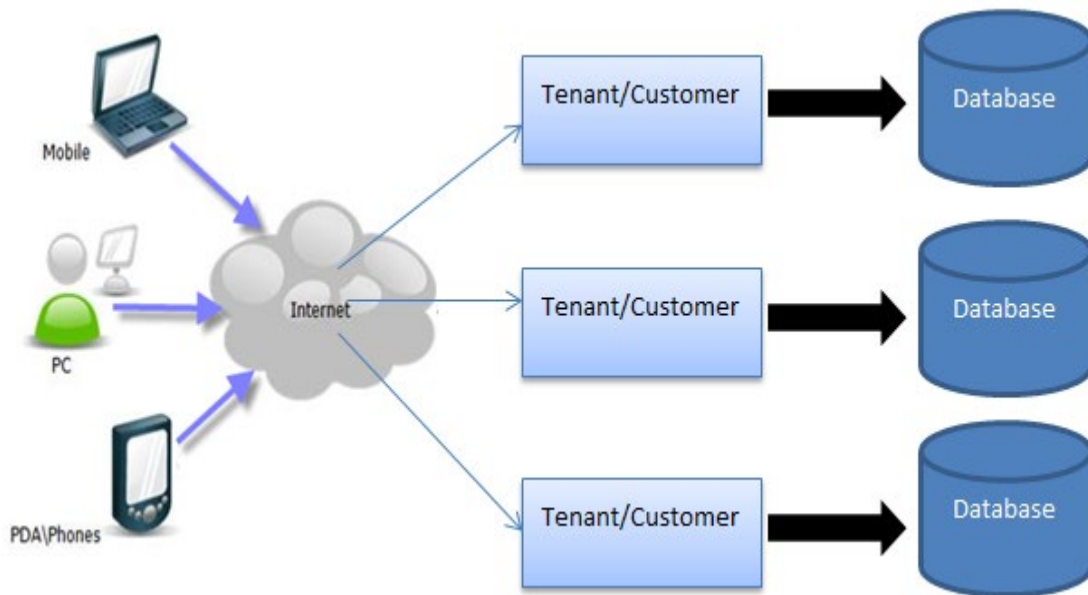 Mobile
PC
PDA\Phones
Internet
Tenant/Customer
Database
Tenant/Customer
Database
Tenant/Customer
Database